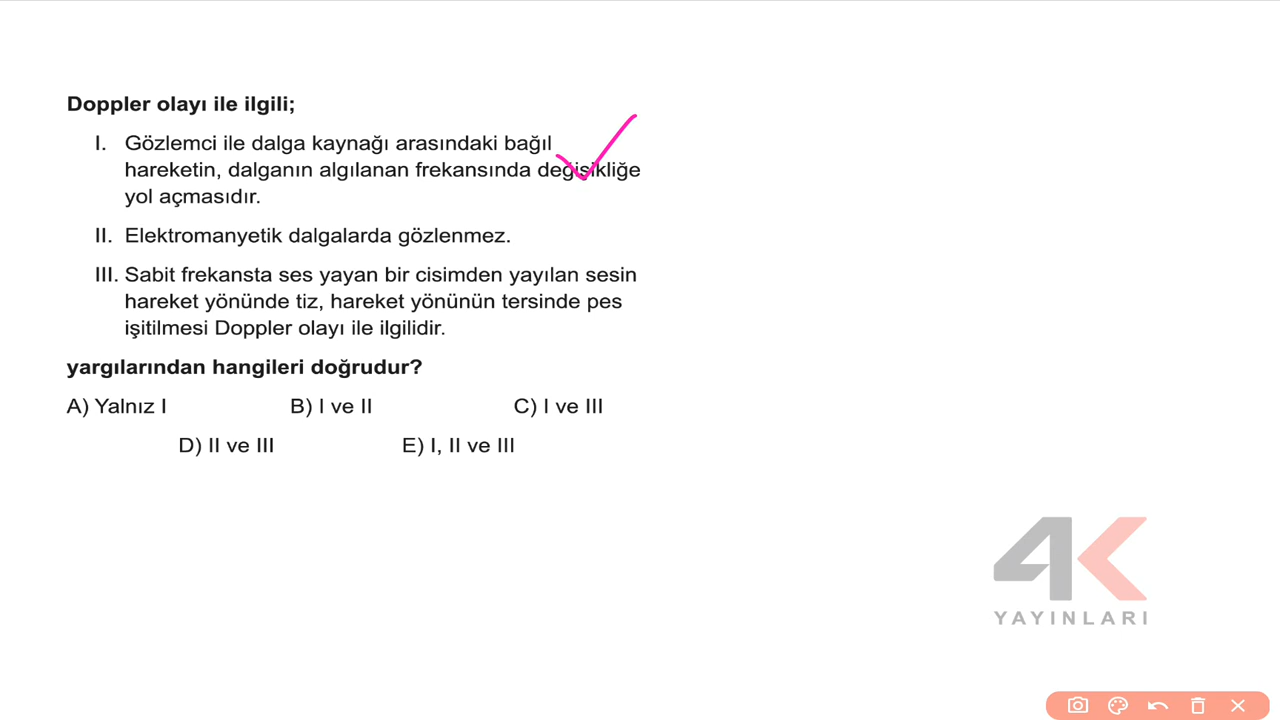 Doppler olayı ile ilgili;
I. Gözlemci ile dalga kaynağı arasındaki bağıl
hareketin, dalganın algılanan frekansında değişikliğe
yol açmasıdır.
II. Elektromanyetik dalgalarda gözlenmez.
III. Sabit frekansta ses yayan bir cisimden yayılan sesin
hareket yönünde tiz, hareket yönünün tersinde pes
işitilmesi Doppler olayı ile ilgilidir.
yargılarından hangileri doğrudur?
A) Yalnız I B) I ve II C) I ve III
D) II ve III E) I, II ve III
4K
YAYINLARI